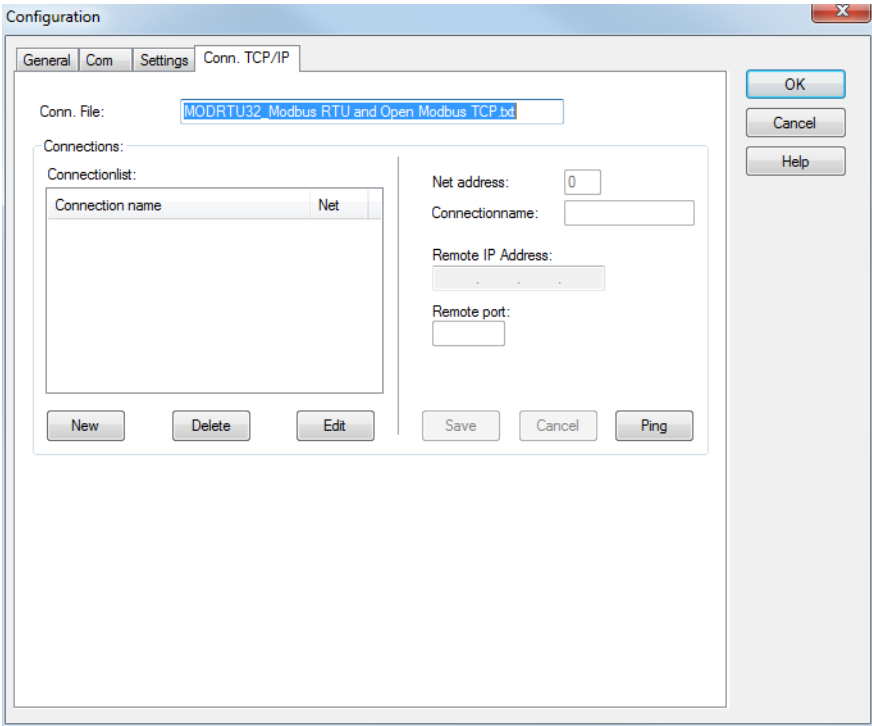 Configuration
General Com Settings Conn. TCP/IP
OK
Conn. File: MODRTU32_Modbus RTU and Open Modbus TCP.txt
Cancel
Connections:
Help
Connectionlist:
Net address: 0
Connection name Net
Connectionname:
Remote IP Address:
. . .
Remote port:
New Delete Edit Save Cancel Ping